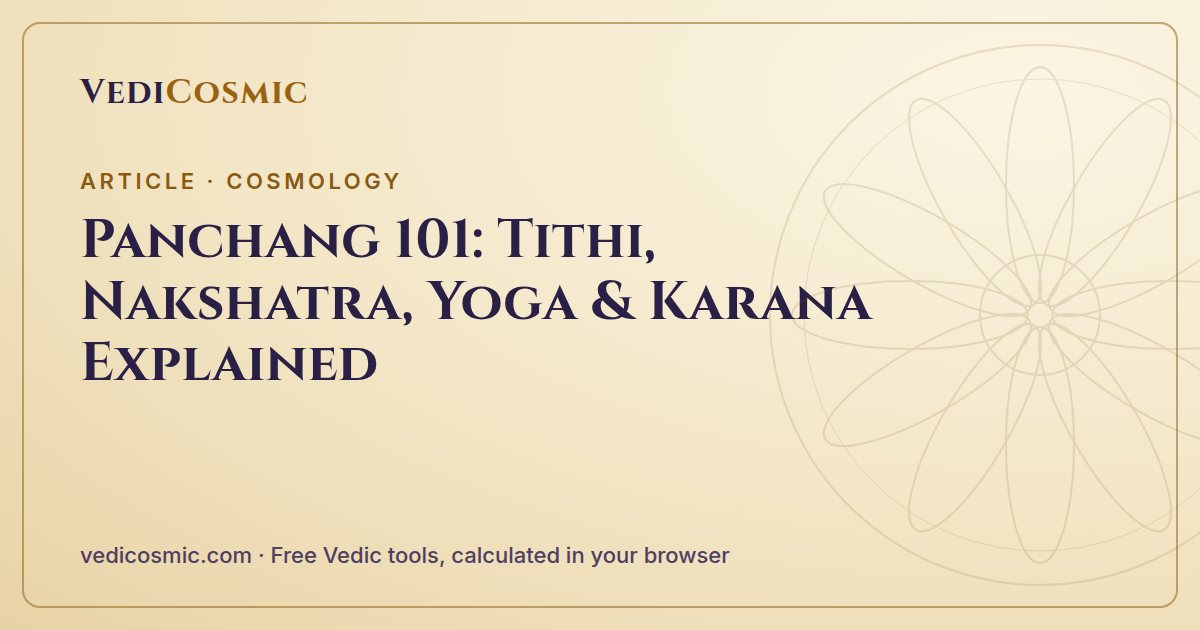 VEDICOSMIC
ARTICLE · COSMOLOGY
PANCHANG 101: TITHI,
NAKSHATRA, YOGA & KARANA
EXPLAINED
vedicosmic.com · Free Vedic tools, calculated in your browser